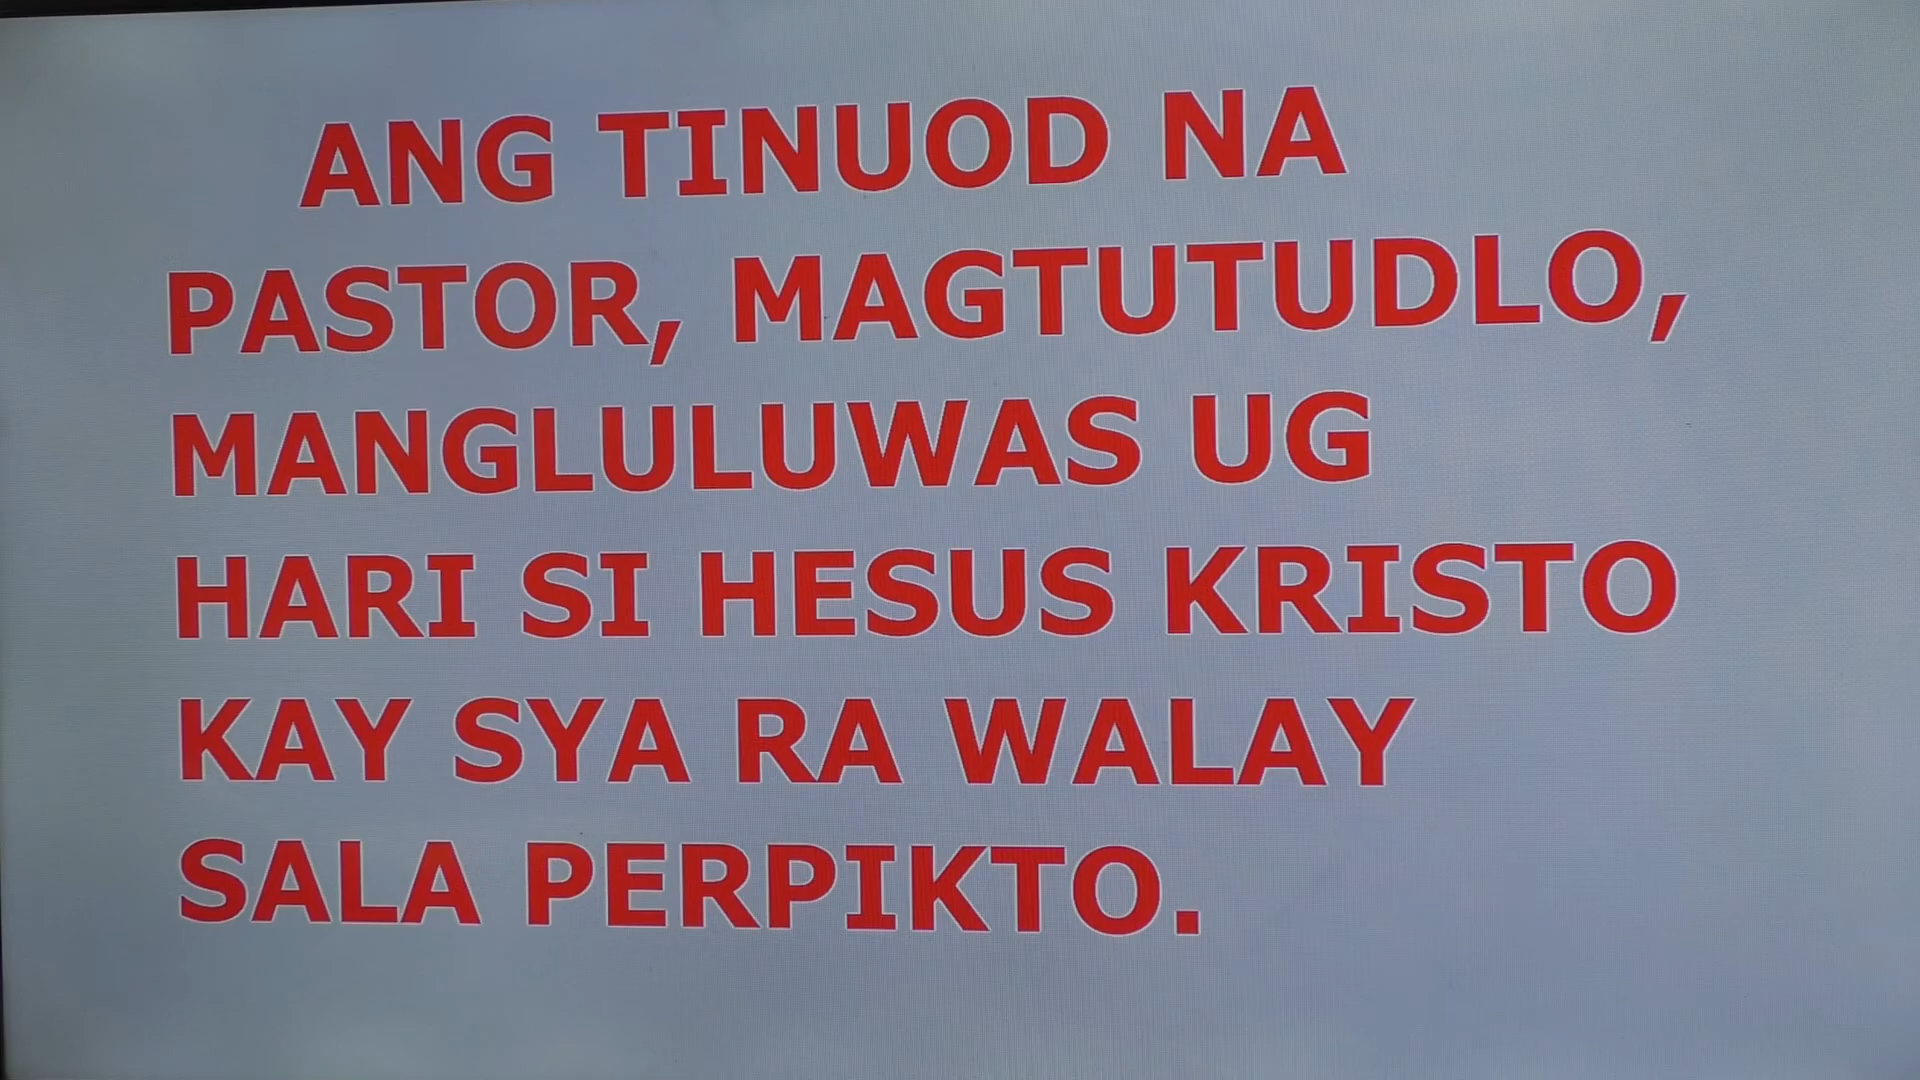 ANG TINUOD NA
PASTOR, MAGTUTUDLO,
MANGLULUWAS UG
HARI SI HESUS KRISTO
KAY SYA RA WALAY
SALA PERPIKTO.